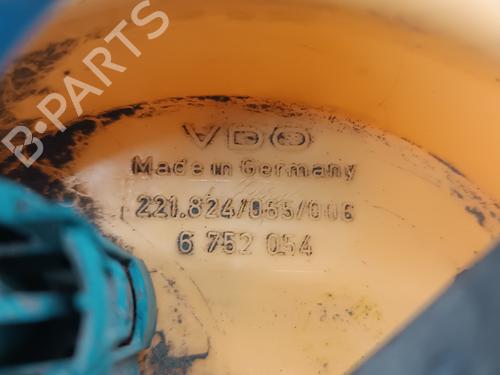 B-PARTS
VDO
Made in Germany
221.824/065/006
6 752 054